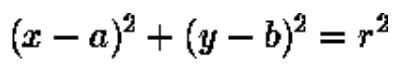 (x − a)² + (y − b)² = r²